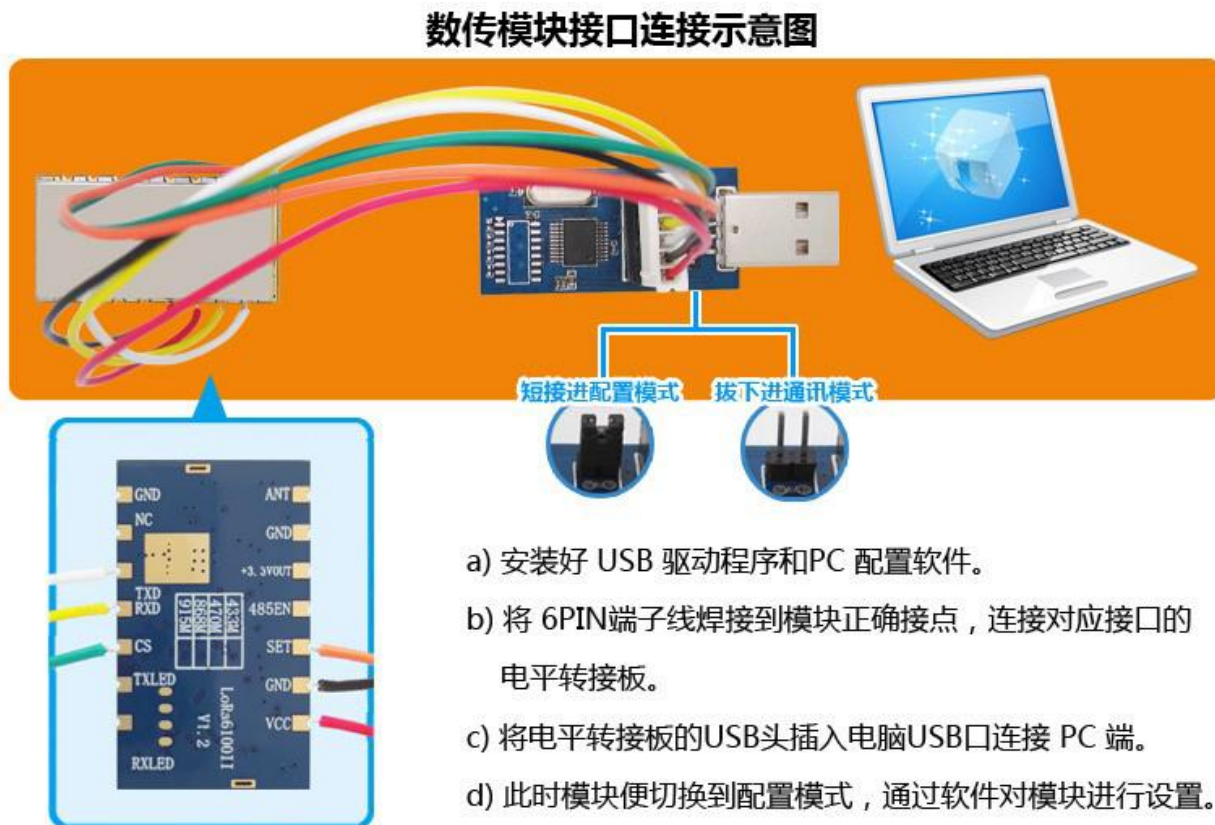 数传模块接口连接示意图
短接进配置模式
拔下进通讯模式
GND
ANT
NC
GND
+3.3VOUT
TXD
RXD
485EN
CS
SET
TXLED
GND
VCC
RXLED
433M
470M
868M
915M
LoRa6100II
V1.2
a) 安装好 USB 驱动程序和PC 配置软件。
b) 将 6PIN端子线焊接到模块正确接点，连接对应接口的
电平转接板。
c) 将电平转接板的USB头插入电脑USB口连接 PC 端。
d) 此时模块便切换到配置模式，通过软件对模块进行设置。